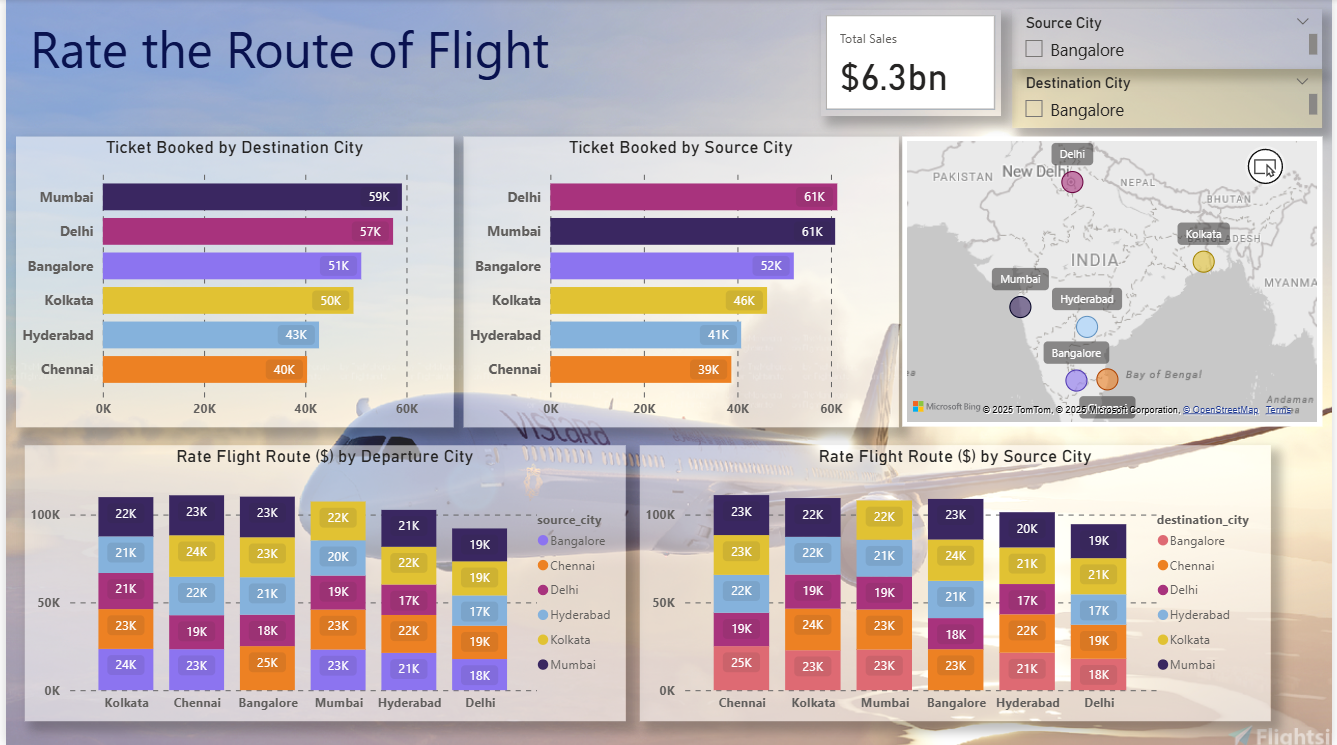 Rate the Route of Flight
Total Sales
$6.3bn
Source City
Bangalore
Destination City
Bangalore
Ticket Booked by Destination City
Mumbai 59K
Delhi 57K
Bangalore 51K
Kolkata 50K
Hyderabad 43K
Chennai 40K
0K 20K 40K 60K
Ticket Booked by Source City
Delhi 61K
Mumbai 61K
Bangalore 52K
Kolkata 46K
Hyderabad 41K
Chennai 39K
0K 20K 40K 60K
Delhi
PAKISTAN New Delhi
NEPAL
BHUTAN
Kolkata
BANGLADESH
INDIA
Mumbai
MYANMA
Hyderabad
Bangalore
Bay of Bengal
Andaman
Microsoft Bing © 2025 TomTom, © 2025 Microsoft Corporation, © OpenStreetMap Terms
vistara
Rate Flight Route ($) by Departure City
100K
50K
0K
22K 23K 23K 22K 21K 19K
21K 24K 23K 20K 22K 19K
21K 22K 21K 19K 17K 17K
23K 19K 18K 23K 22K 19K
24K 23K 25K 23K 21K 18K
Kolkata Chennai Bangalore Mumbai Hyderabad Delhi
source_city
Bangalore
Chennai
Delhi
Hyderabad
Kolkata
Mumbai
Rate Flight Route ($) by Source City
100K
50K
0K
23K 22K 22K 23K 20K 19K
23K 22K 21K 24K 21K 21K
22K 19K 19K 21K 17K 17K
19K 24K 23K 18K 22K 19K
25K 23K 23K 23K 21K 18K
Chennai Kolkata Mumbai Bangalore Hyderabad Delhi
destination_city
Bangalore
Chennai
Delhi
Hyderabad
Kolkata
Mumbai
Flightsi